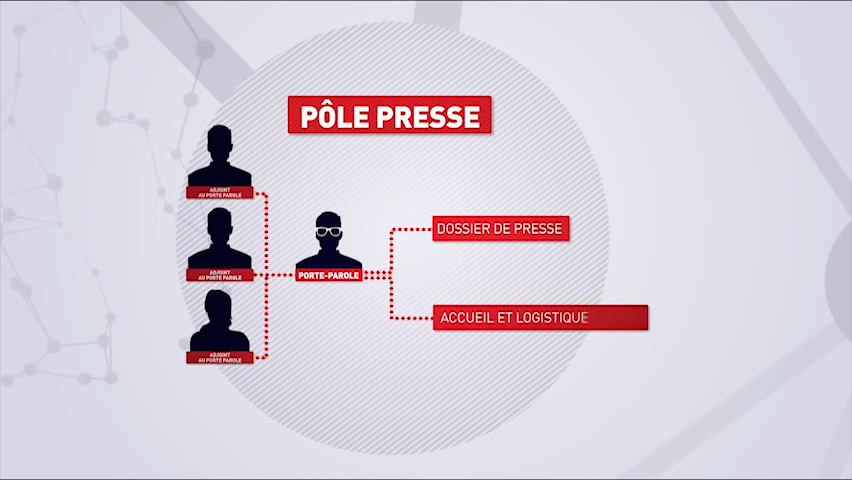 PÔLE PRESSE
ADJOINT
AU PORTE PAROLE
ADJOINT
AU PORTE PAROLE
ADJOINT
AU PORTE PAROLE
PORTE-PAROLE
DOSSIER DE PRESSE
ACCUEIL ET LOGISTIQUE